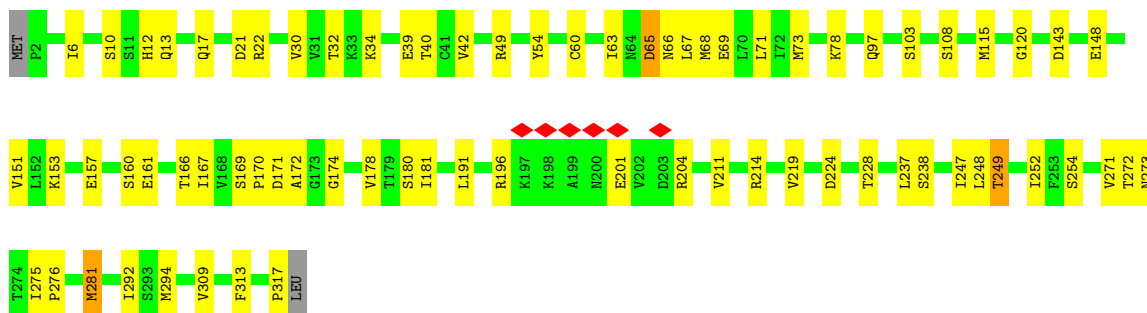 MET P2 I6 S10 S11 H12 Q13 Q17 D21 R22 V30 V31 T32 K33 K34 E39 T40 C41 V42 R49 Y54 C60 I63 N64 D65 N66 L67 M68 E69 L70 L71 I72 M73 K78 Q97 S103 S108 M115 G120 D143 E148
V151 L152 K153 E157 S160 E161 T166 I167 V168 S169 P170 D171 A172 G173 G174 V178 T179 S180 I181 L191 R196 K197 K198 A199 N200 E201 V202 D203 R204 V211 R214 V219 D224 T228 L237 S238 I247 L248 T249 I252 F253 S254 V271 T272 N273
T274 I275 P276 M281 I292 S293 M294 V309 F313 P317 LEU